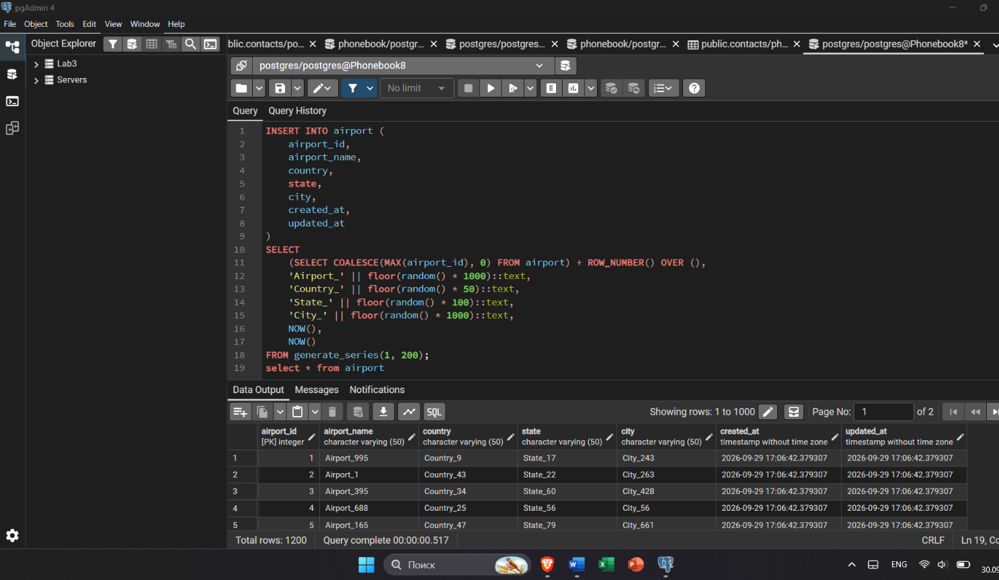 pgAdmin 4
File Object Tools Edit View Window Help
Object Explorer
blic.contacts/po... phonebook/postgr... postgres/postgres... phonebook/postgr... public.contacts/ph... postgres/postgres@Phonebook8*
Lab3
Servers
postgres/postgres@Phonebook8
No limit
E
Query Query History
1 INSERT INTO airport (
2 airport_id,
3 airport_name,
4 country,
5 state,
6 city,
7 created_at,
8 updated_at
9 )
10 SELECT
11 (SELECT COALESCE(MAX(airport_id), 0) FROM airport) + ROW_NUMBER() OVER (),
12 'Airport_' || floor(random() * 1000)::text,
13 'Country_' || floor(random() * 50)::text,
14 'State_' || floor(random() * 100)::text,
15 'City_' || floor(random() * 1000)::text,
16 NOW(),
17 NOW()
18 FROM generate_series(1, 200);
19 select * from airport
Data Output Messages Notifications
SQL Showing rows: 1 to 1000 Page No: 1 of 2
airport_id airport_name country state city created_at updated_at
[PK] integer character varying (50) character varying (50) character varying (50) character varying (50) timestamp without time zone timestamp without time zone
1 1 Airport_995 Country_9 State_17 City_243 2026-09-29 17:06:42.379307 2026-09-29 17:06:42.379307
2 2 Airport_1 Country_43 State_22 City_263 2026-09-29 17:06:42.379307 2026-09-29 17:06:42.379307
3 3 Airport_395 Country_34 State_60 City_428 2026-09-29 17:06:42.379307 2026-09-29 17:06:42.379307
4 4 Airport_688 Country_25 State_56 City_56 2026-09-29 17:06:42.379307 2026-09-29 17:06:42.379307
5 5 Airport_165 Country_47 State_79 City_661 2026-09-29 17:06:42.379307 2026-09-29 17:06:42.379307
Total rows: 1200 Query complete 00:00:00.517 CRLF Ln 19, Co
Поиск ENG 30.09